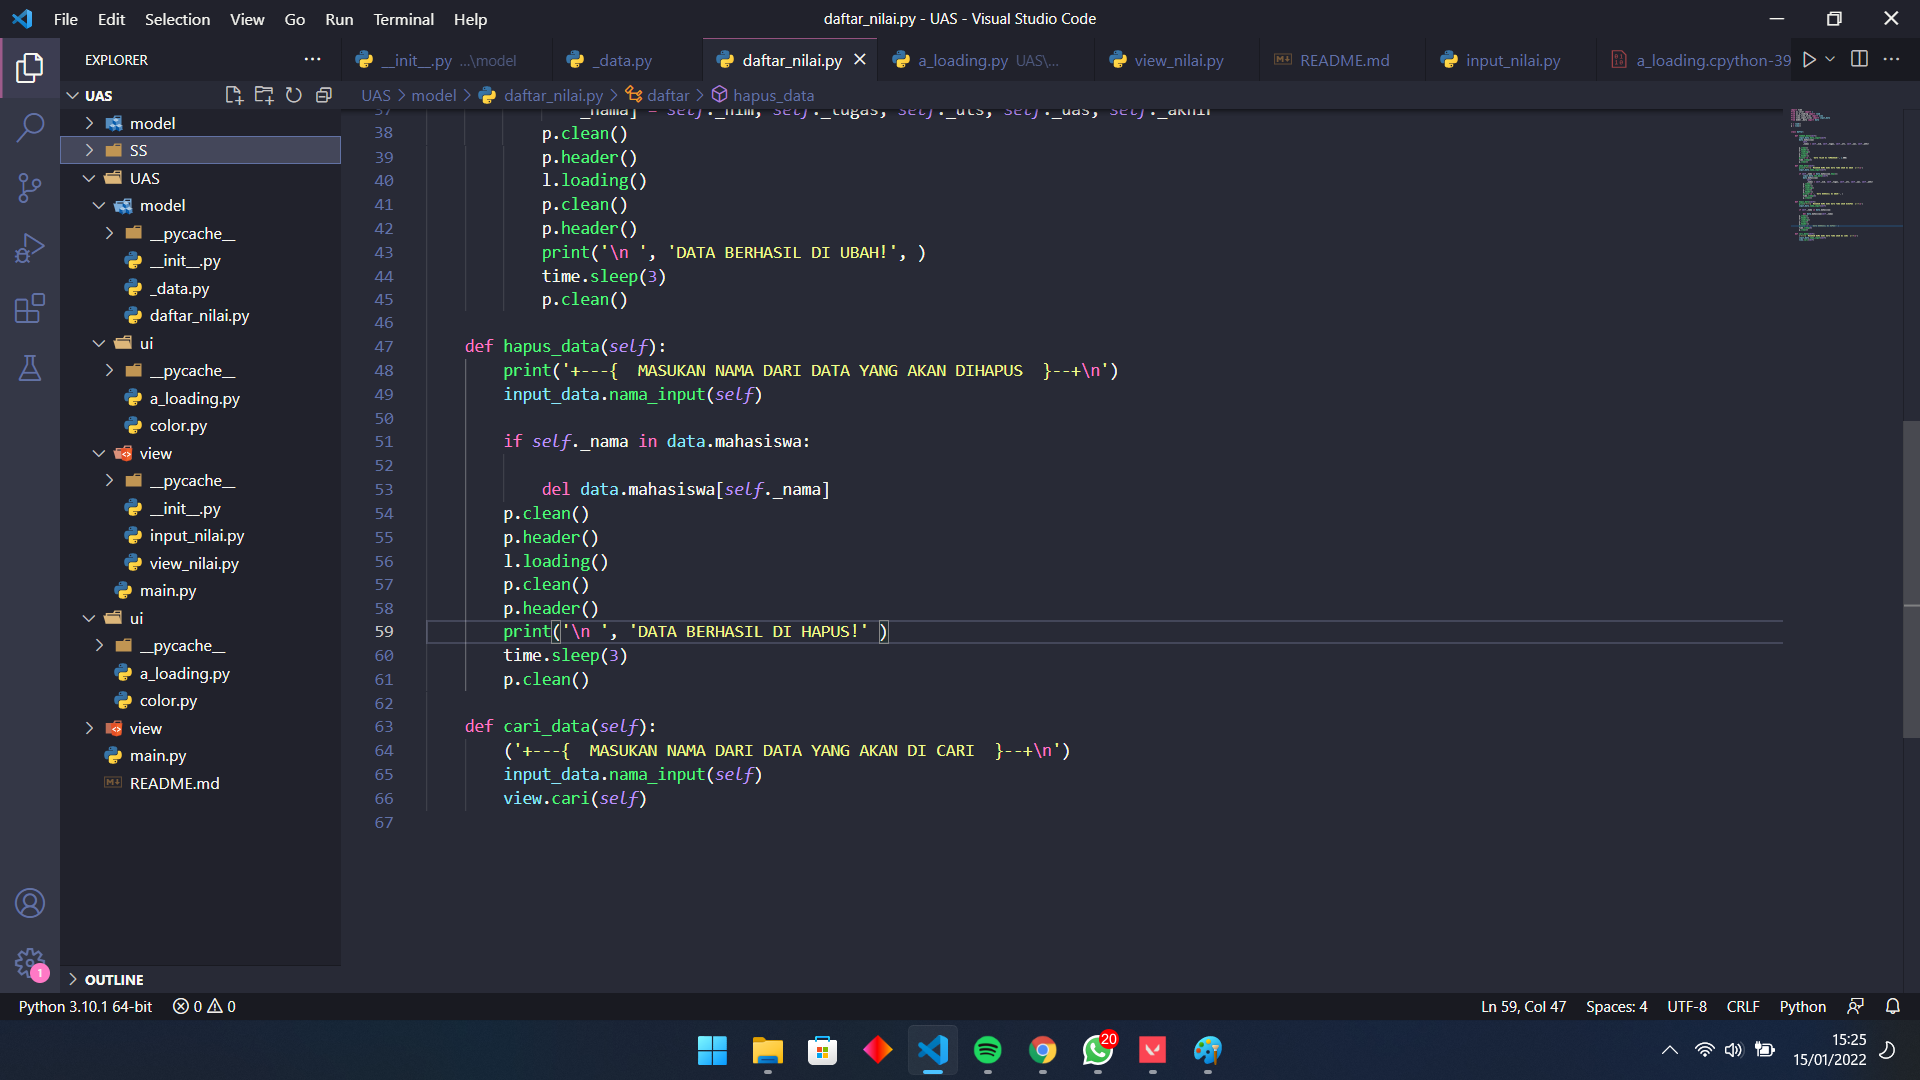 File Edit Selection View Go Run Terminal Help
daftar_nilai.py - UAS - Visual Studio Code
EXPLORER
__init__.py ...\model
_data.py
daftar_nilai.py
a_loading.py UAS\...
view_nilai.py
README.md
input_nilai.py
a_loading.cpython-39
UAS
UAS > model > daftar_nilai.py > daftar > hapus_data
model
SS
UAS
model
__pycache__
__init__.py
_data.py
daftar_nilai.py
ui
__pycache__
a_loading.py
color.py
view
__pycache__
__init__.py
input_nilai.py
view_nilai.py
main.py
ui
__pycache__
a_loading.py
color.py
view
main.py
README.md
OUTLINE
37 _nama] = self._nim, self._tugas, self._uts, self._uas, self._akhir
38 p.clean()
39 p.header()
40 l.loading()
41 p.clean()
42 p.header()
43 print('\n ', 'DATA BERHASIL DI UBAH!', )
44 time.sleep(3)
45 p.clean()
46
47 def hapus_data(self):
48 print('+---{  MASUKAN NAMA DARI DATA YANG AKAN DIHAPUS  }--+\n')
49 input_data.nama_input(self)
50
51 if self._nama in data.mahasiswa:
52
53 del data.mahasiswa[self._nama]
54 p.clean()
55 p.header()
56 l.loading()
57 p.clean()
58 p.header()
59 print('\n ', 'DATA BERHASIL DI HAPUS!' )
60 time.sleep(3)
61 p.clean()
62
63 def cari_data(self):
64 ('+---{  MASUKAN NAMA DARI DATA YANG AKAN DI CARI  }--+\n')
65 input_data.nama_input(self)
66 view.cari(self)
67
1
Python 3.10.1 64-bit 0 0
Ln 59, Col 47 Spaces: 4 UTF-8 CRLF Python
20
15:25
15/01/2022